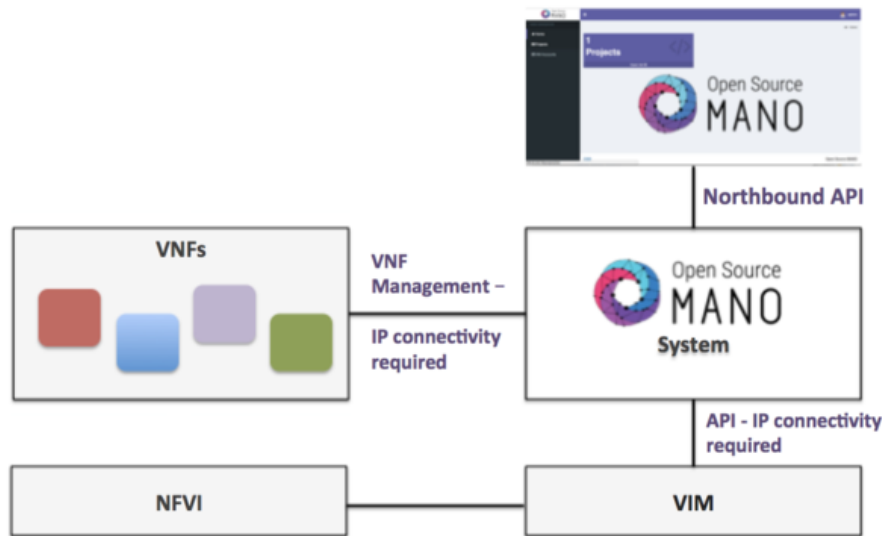 1
Projects
Open Source
MANO
Northbound API
VNFs
VNF
Management –
IP connectivity
required
Open Source
MANO
System
API - IP connectivity
required
NFVI
VIM